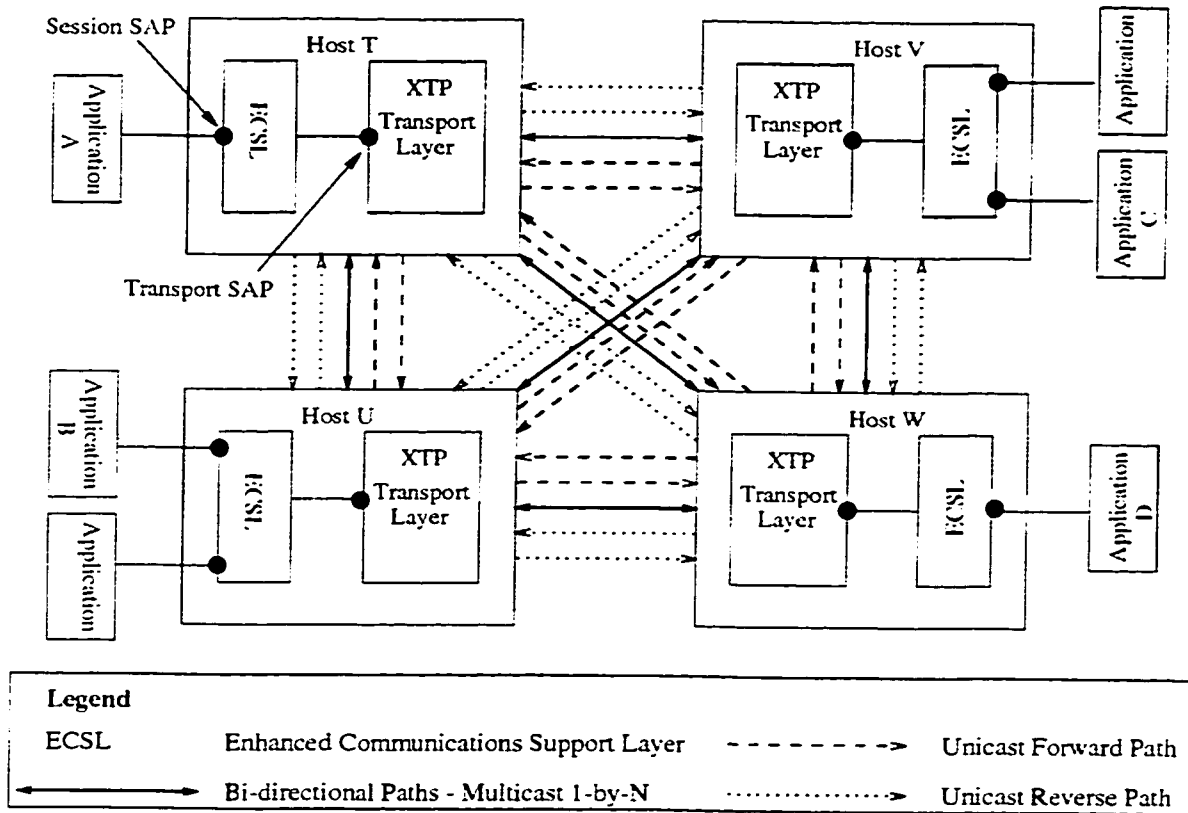 Session SAP
Host T
Application
A
ECSL
XTP
Transport
Layer
Transport SAP
Host V
XTP
Transport
Layer
ECSL
Application
Application
C
Host U
Application
B
Application
ECSL
XTP
Transport
Layer
Host W
XTP
Transport
Layer
ECSL
Application
D
Legend
ECSL Enhanced Communications Support Layer Unicast Forward Path
Bi-directional Paths - Multicast 1-by-N Unicast Reverse Path